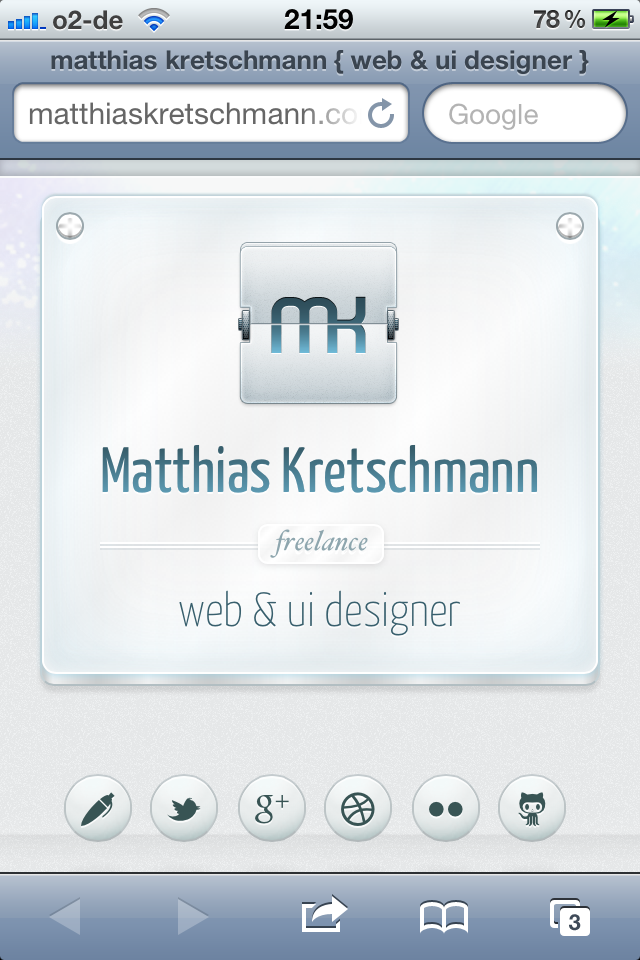 o2-de 21:59 78 %
matthias kretschmann { web & ui designer }
matthiaskretschmann.co Google
mk
Matthias Kretschmann
freelance
web & ui designer
g+
3